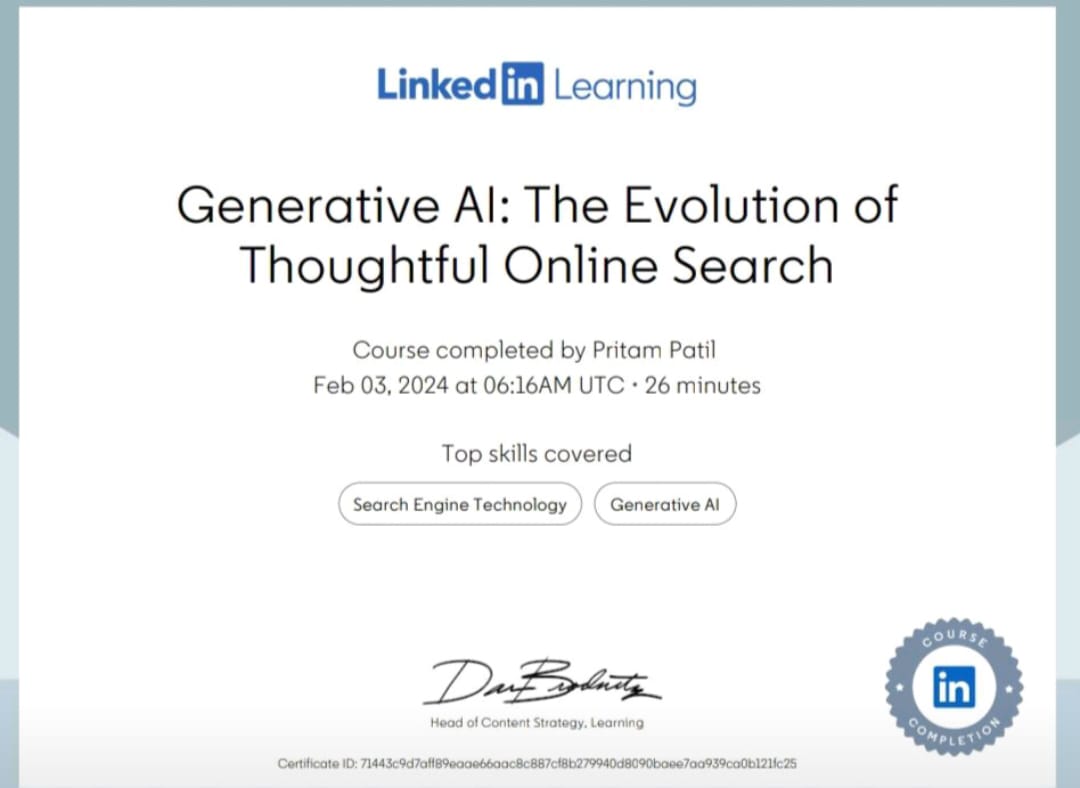 Linked in Learning
Generative AI: The Evolution of
Thoughtful Online Search
Course completed by Pritam Patil
Feb 03, 2024 at 06:16AM UTC • 26 minutes
Top skills covered
Search Engine Technology
Generative AI
Dan Brodnitz
Head of Content Strategy, Learning
COURSE
in
COMPLETION
Certificate ID: 71443c9d7aff89eaae66aac8c887cf8b279940d8090baee7aa939ca0b121fc25